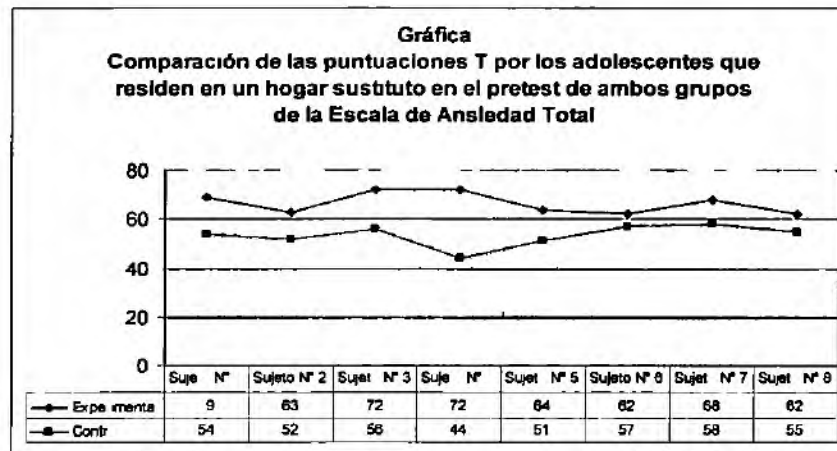 Gráfica
Comparación de las puntuaciones T por los adolescentes que
residen en un hogar sustituto en el pretest de ambos grupos
de la Escala de Ansiedad Total
80
60
40
20
0
Suje N° Sujeto N° 2 Sujet N° 3 Suje N° Sujet N° 5 Sujeto N° 6 Sujet N° 7 Sujet N° 8
Expe imenta 9 63 72 72 64 62 68 62
Contr 54 52 56 44 51 57 58 55